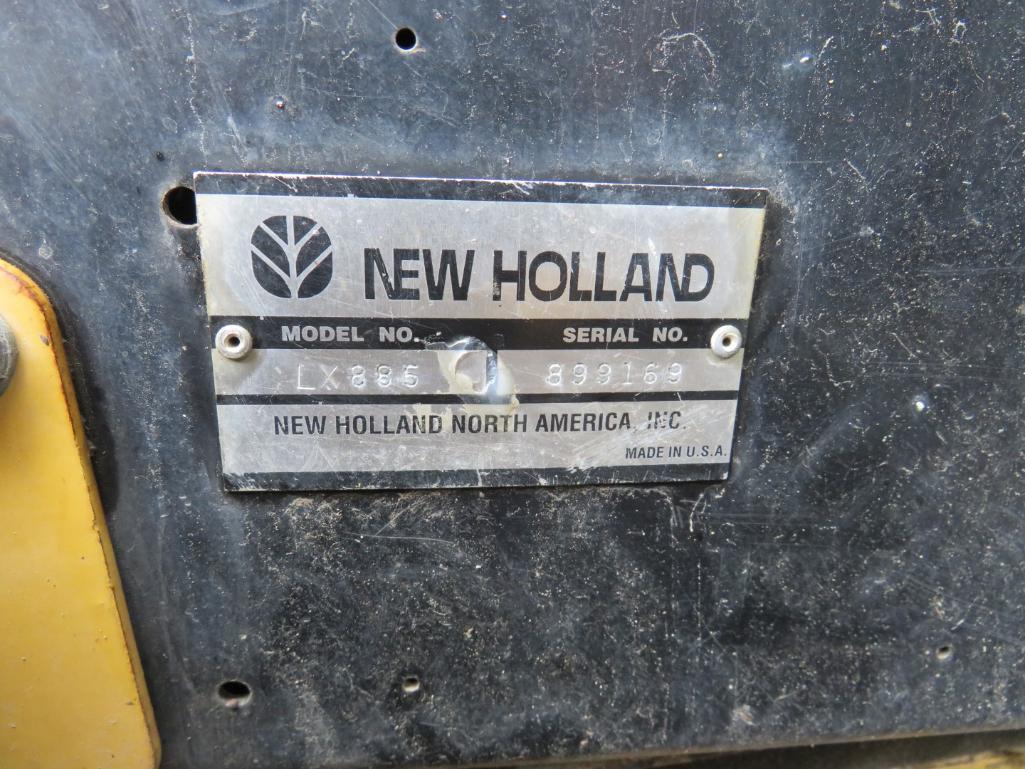 NEW HOLLAND
MODEL NO. SERIAL NO.
LX885 899169
NEW HOLLAND NORTH AMERICA, INC.
MADE IN U.S.A.